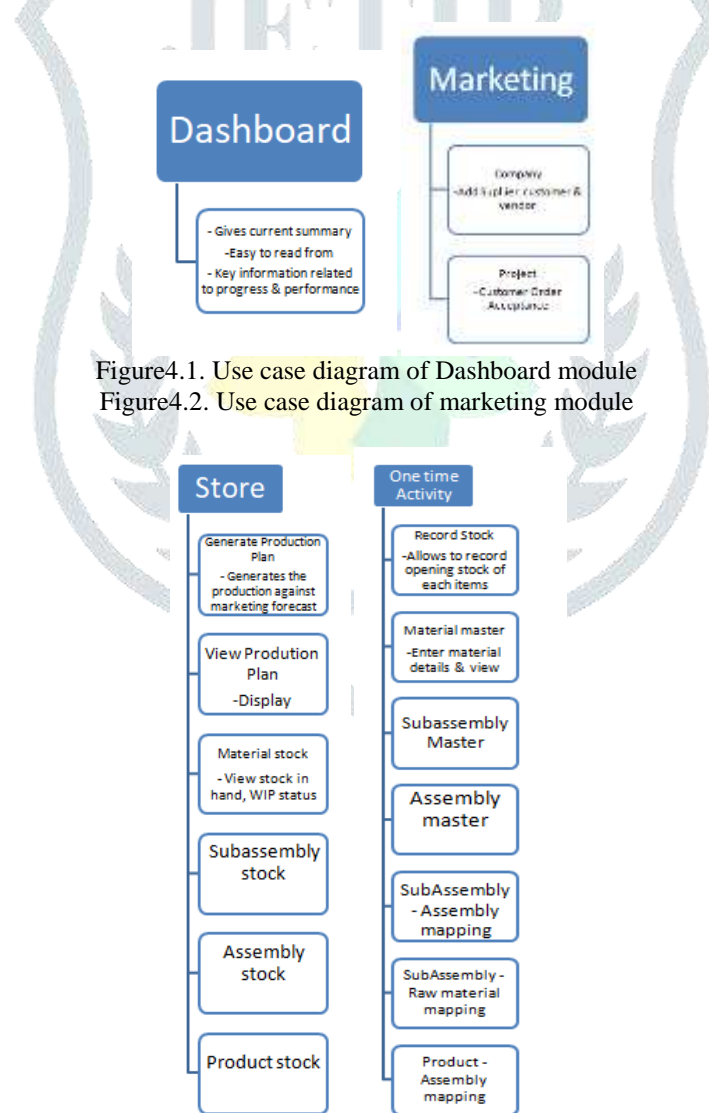 Dashboard
- Gives current summary
-Easy to read from
- Key information related
to progress & performance
Marketing
Company
-Add Suplier, customer &
vendor
Project
-Customer Order
Acceptance
Figure4.1. Use case diagram of Dashboard module
Figure4.2. Use case diagram of marketing module
Store
Generate Production
Plan
- Generates the
production against
marketing forecast
View Prodution
Plan
-Display
Material stock
- View stock in
hand, WIP status
Subassembly
stock
Assembly
stock
Product stock
One time
Activity
Record Stock
-Allows to record
opening stock of
each items
Material master
-Enter material
details & view
Subassembly
Master
Assembly
master
SubAssembly
- Assembly
mapping
SubAssembly -
Raw material
mapping
Product -
Assembly
mapping